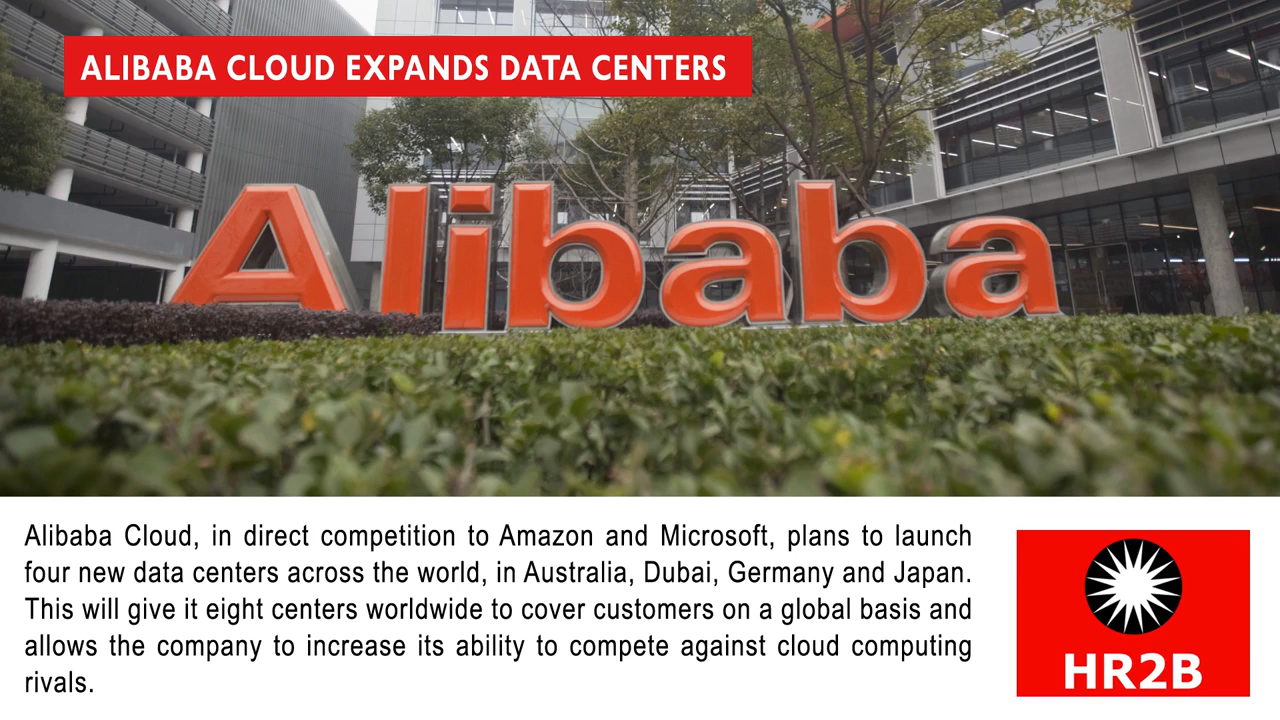 ALIBABA CLOUD EXPANDS DATA CENTERS
Alibaba
Alibaba Cloud, in direct competition to Amazon and Microsoft, plans to launch
four new data centers across the world, in Australia, Dubai, Germany and Japan.
This will give it eight centers worldwide to cover customers on a global basis and
allows the company to increase its ability to compete against cloud computing
rivals.
HR2B